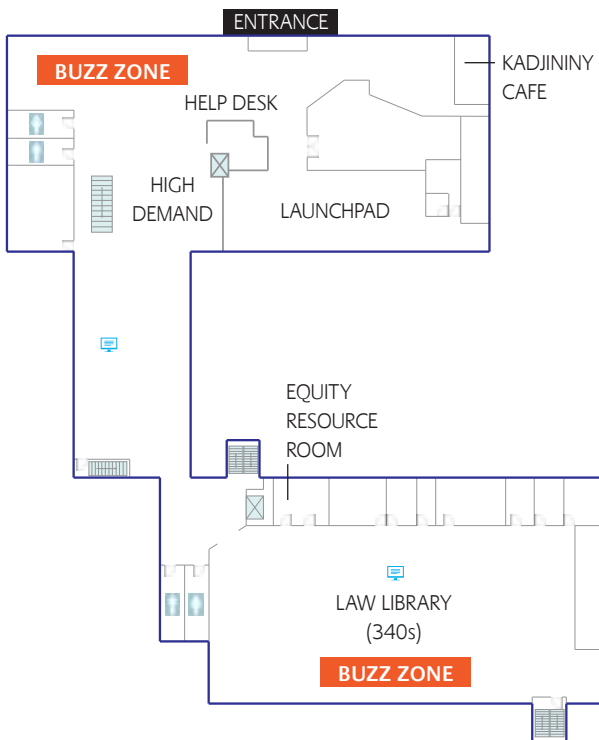 ENTRANCE
BUZZ ZONE
KADJININY
CAFE
HELP DESK
HIGH
DEMAND
LAUNCHPAD
EQUITY
RESOURCE
ROOM
LAW LIBRARY
(340s)
BUZZ ZONE